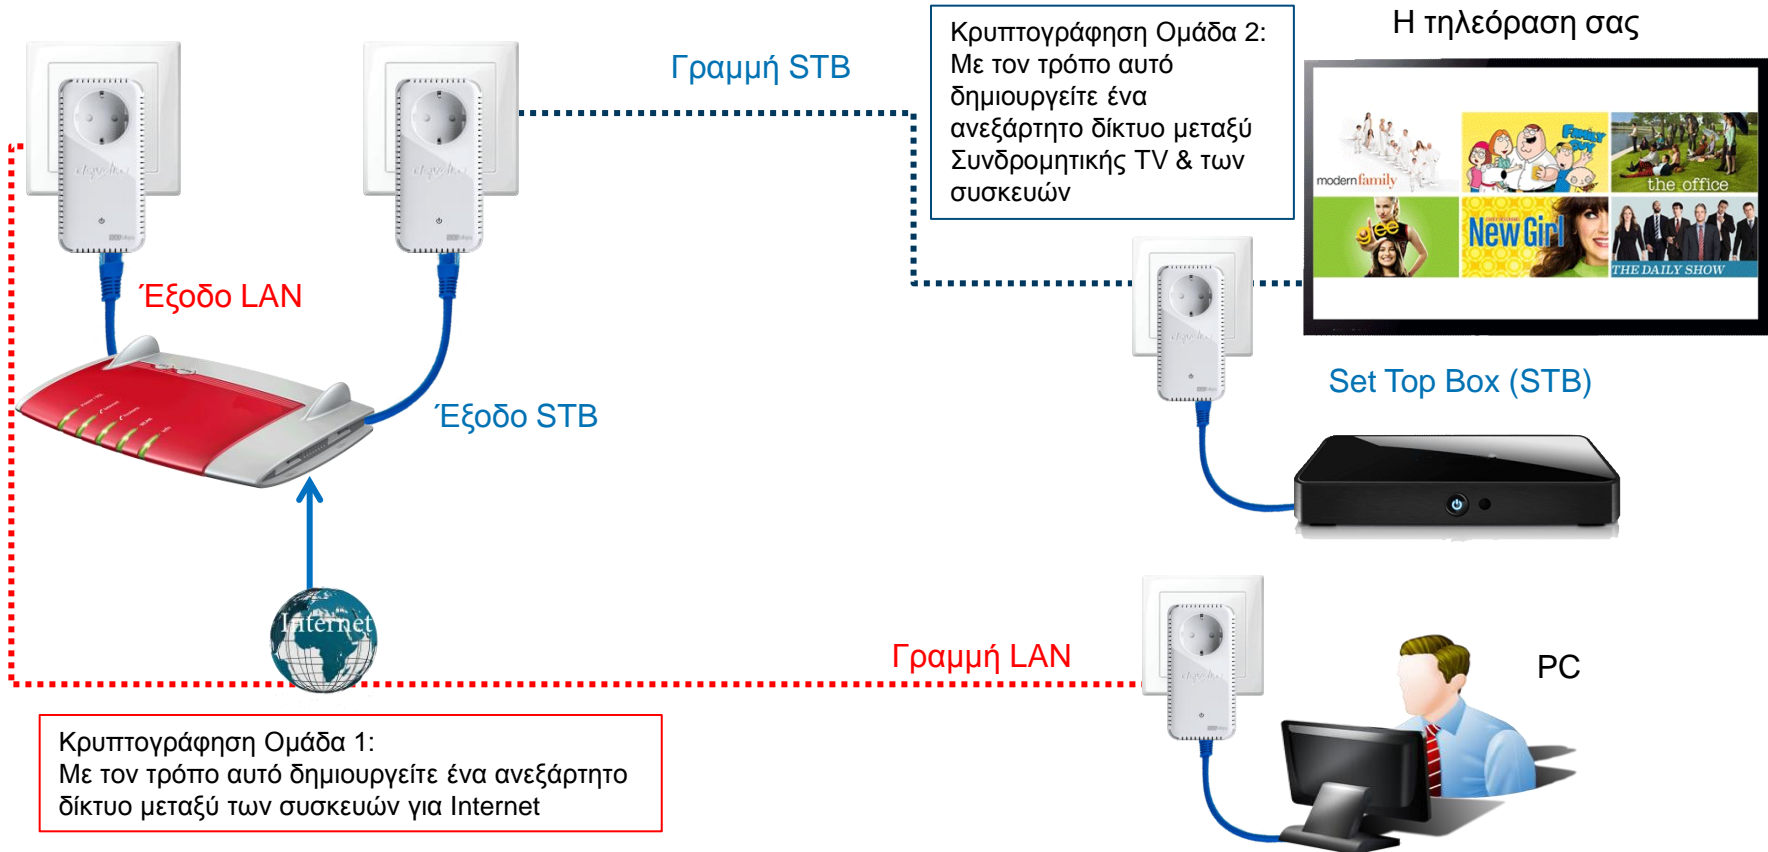 Γραμμή STB
Κρυπτογράφηση Ομάδα 2:
Με τον τρόπο αυτό
δημιουργείτε ένα
ανεξάρτητο δίκτυο μεταξύ
Συνδρομητικής TV & των
συσκευών
Η τηλεόραση σας
modern family
FAMILY GUY
the office
glee
New Girl
THE DAILY SHOW
Έξοδο LAN
Έξοδο STB
Set Top Box (STB)
Internet
Γραμμή LAN
PC
Κρυπτογράφηση Ομάδα 1:
Με τον τρόπο αυτό δημιουργείτε ένα ανεξάρτητο
δίκτυο μεταξύ των συσκευών για Internet